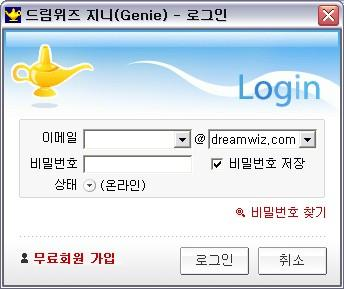 드림위즈 지니(Genie) - 로그인
Login
이메일 @ dreamwiz.com
비밀번호 비밀번호 저장
상태 (온라인)
비밀번호 찾기
무료회원 가입 로그인 취소